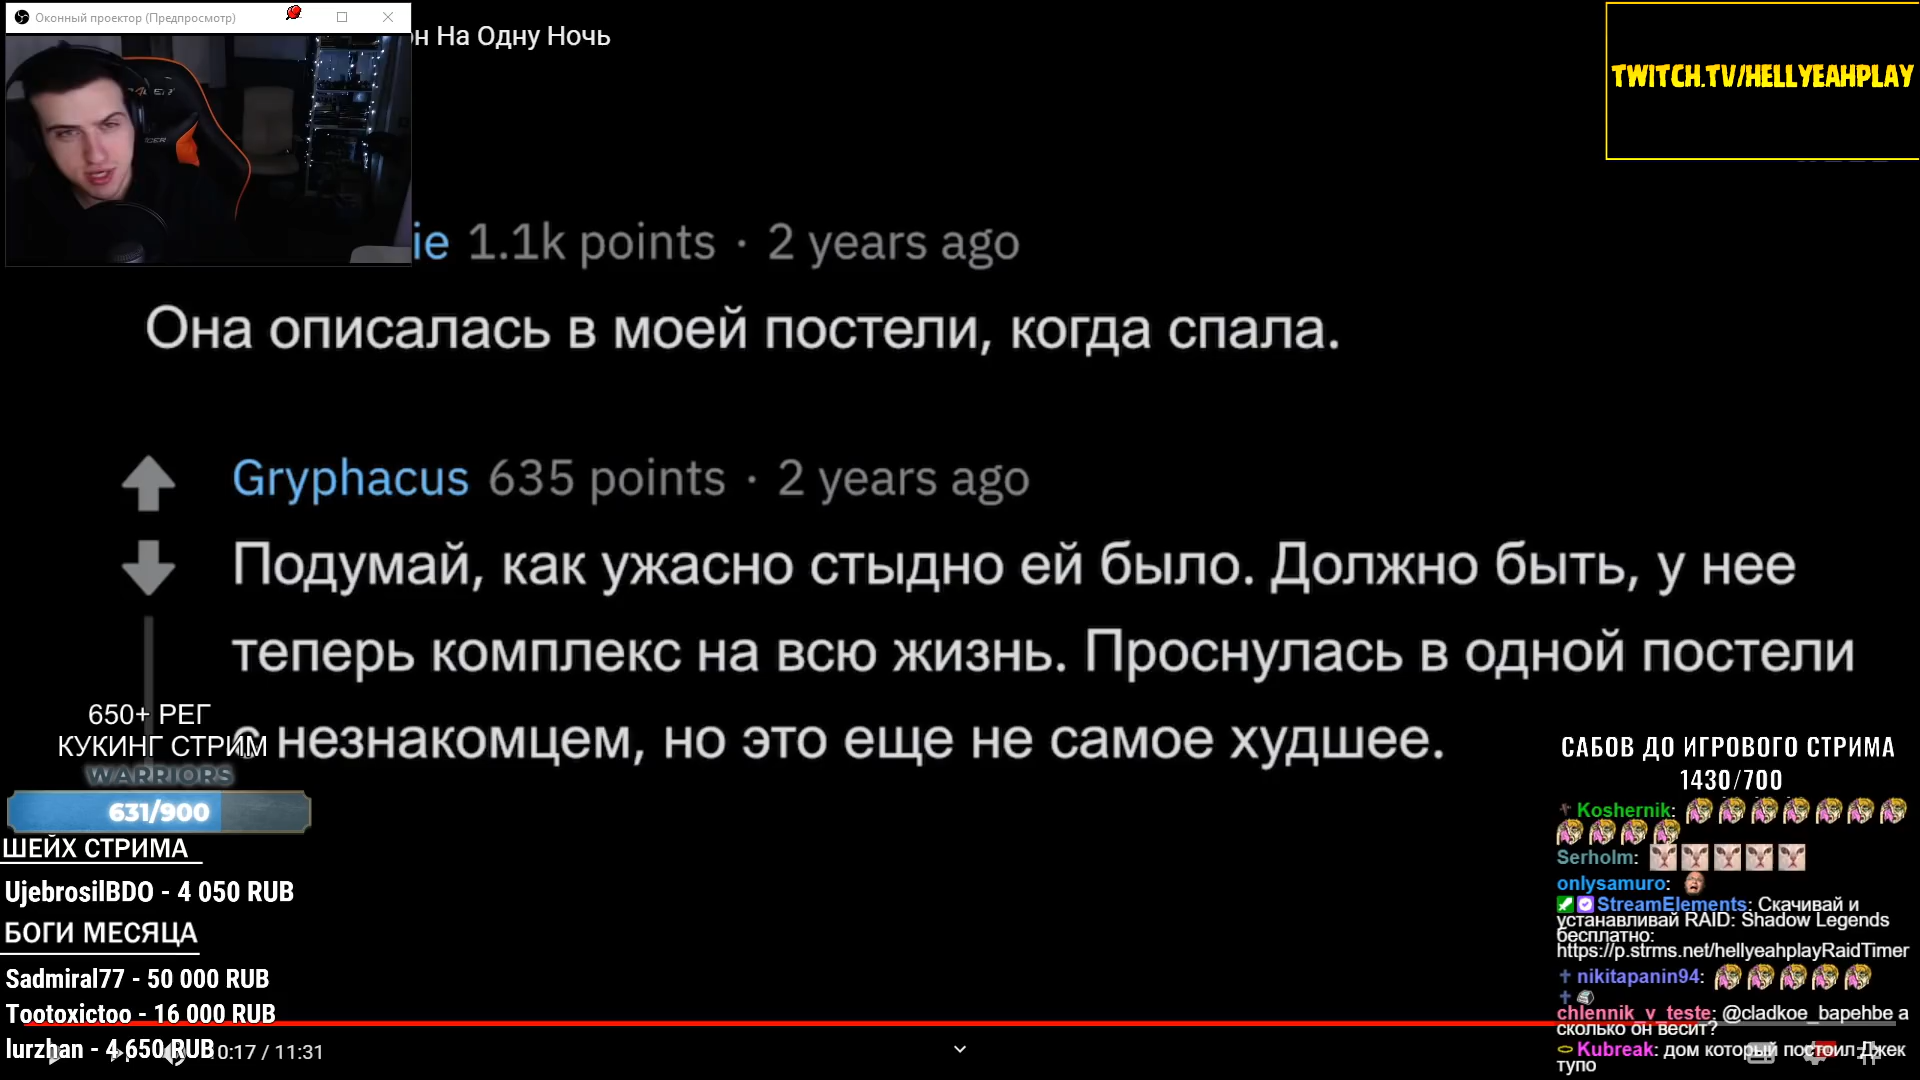 Оконный проектор (Предпросмотр)
он На Одну Ночь
TWITCH.TV/HELLYEAHPLAY
ie 1.1k points · 2 years ago
Она описалась в моей постели, когда спала.
Gryphacus 635 points · 2 years ago
Подумай, как ужасно стыдно ей было. Должно быть, у нее
теперь комплекс на всю жизнь. Проснулась в одной постели
с незнакомцем, но это еще не самое худшее.
650+ РЕГ
КУКИНГ СТРИМ
WARRIORS
631/900
ШЕЙХ СТРИМА
UjebrosilBDO - 4 050 RUB
БОГИ МЕСЯЦА
Sadmiral77 - 50 000 RUB
Tootoxictoo - 16 000 RUB
lurzhan - 4 650 RUB
10:17 / 11:31
САБОВ ДО ИГРОВОГО СТРИМА
1430/700
Koshernik:
Serholm:
onlysamuro:
StreamElements: Скачивай и
устанавливай RAID: Shadow Legends
бесплатно:
https://p.strms.net/hellyeahplayRaidTimer
nikitapanin94:
chlennik_v_teste: @cladkoe_bapehbe а
сколько он весит?
Kubreak: дом который постоил Джек
тупо